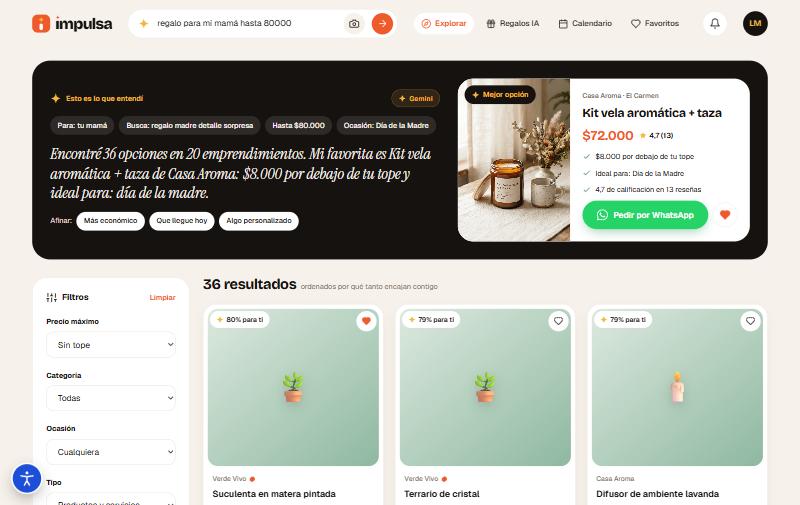 impulsa
regalo para mi mamá hasta 80000
Explorar
Regalos IA
Calendario
Favoritos
LM
Esto es lo que entendí
Gemini
Para: tu mamá
Busca: regalo madre detalle sorpresa
Hasta $80.000
Ocasión: Día de la Madre
Encontré 36 opciones en 20 emprendimientos. Mi favorita es Kit vela
aromática + taza de Casa Aroma: $8.000 por debajo de tu tope y
ideal para: día de la madre.
Afinar:
Más económico
Que llegue hoy
Algo personalizado
Mejor opción
Casa Aroma · El Carmen
Kit vela aromática + taza
$72.000
4,7 (13)
$8.000 por debajo de tu tope
Ideal para: Día de la Madre
4,7 de calificación en 13 reseñas
Pedir por WhatsApp
Filtros
Limpiar
Precio máximo
Sin tope
Categoría
Todas
Ocasión
Cualquiera
Tipo
Productos y servicios
36 resultados
ordenados por qué tanto encajan contigo
80% para ti
79% para ti
79% para ti
Verde Vivo
Suculenta en matera pintada
Verde Vivo
Terrario de cristal
Casa Aroma
Difusor de ambiente lavanda